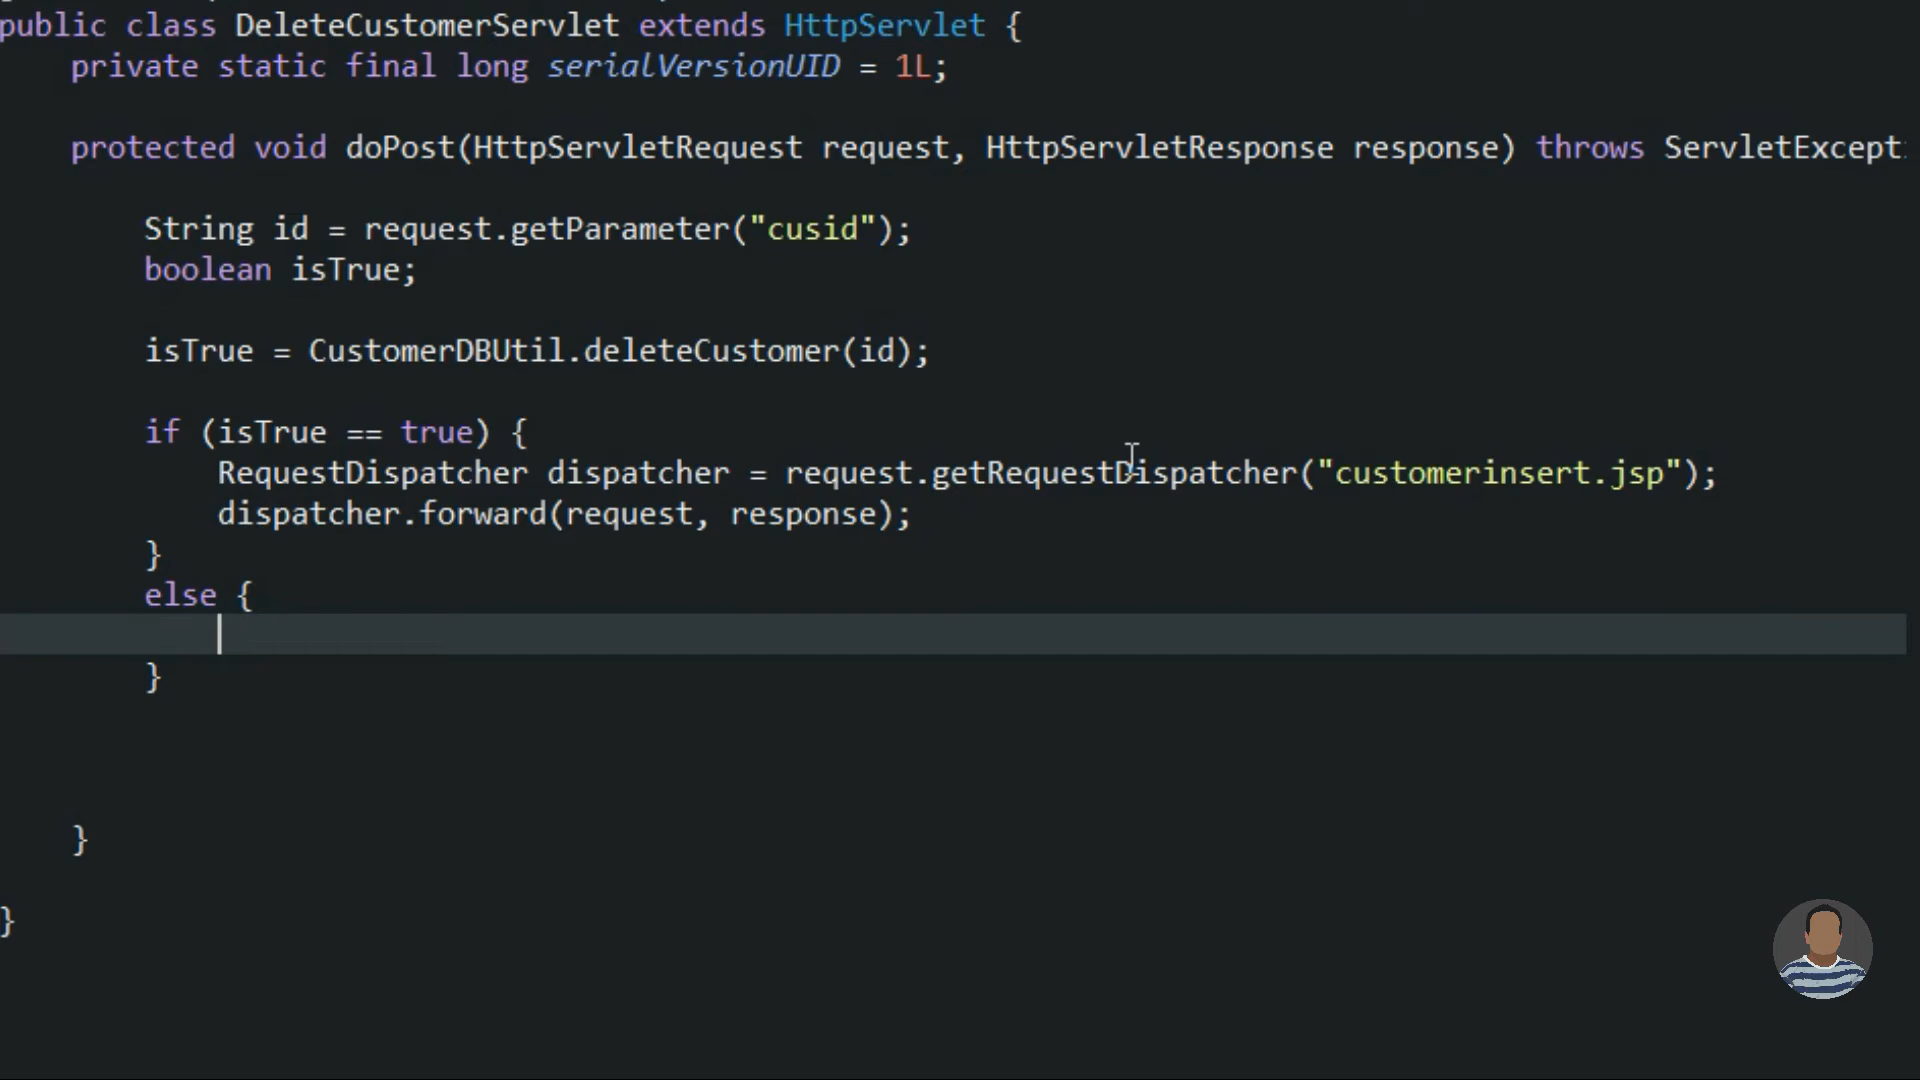 public class DeleteCustomerServlet extends HttpServlet {
private static final long serialVersionUID = 1L;
protected void doPost(HttpServletRequest request, HttpServletResponse response) throws ServletExcept
String id = request.getParameter("cusid");
boolean isTrue;
isTrue = CustomerDBUtil.deleteCustomer(id);
if (isTrue == true) {
RequestDispatcher dispatcher = request.getRequestDispatcher("customerinsert.jsp");
dispatcher.forward(request, response);
}
else {
}
}
}